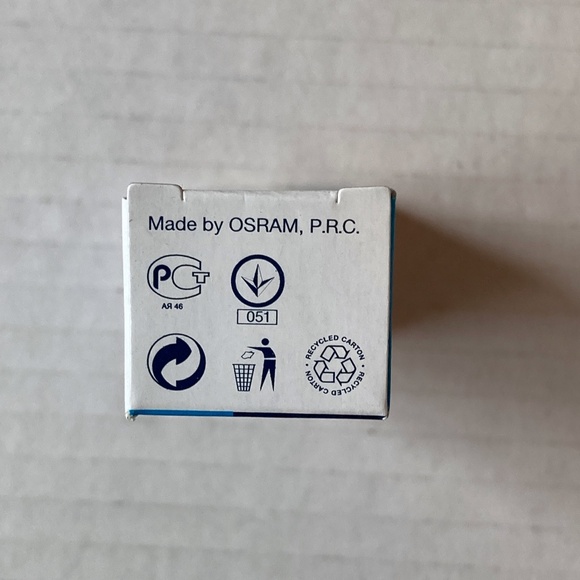 Made by OSRAM, P.R.C.
РСТ
АЯ 46
051
RECYCLED CARTON • RECYCLED CARTON •